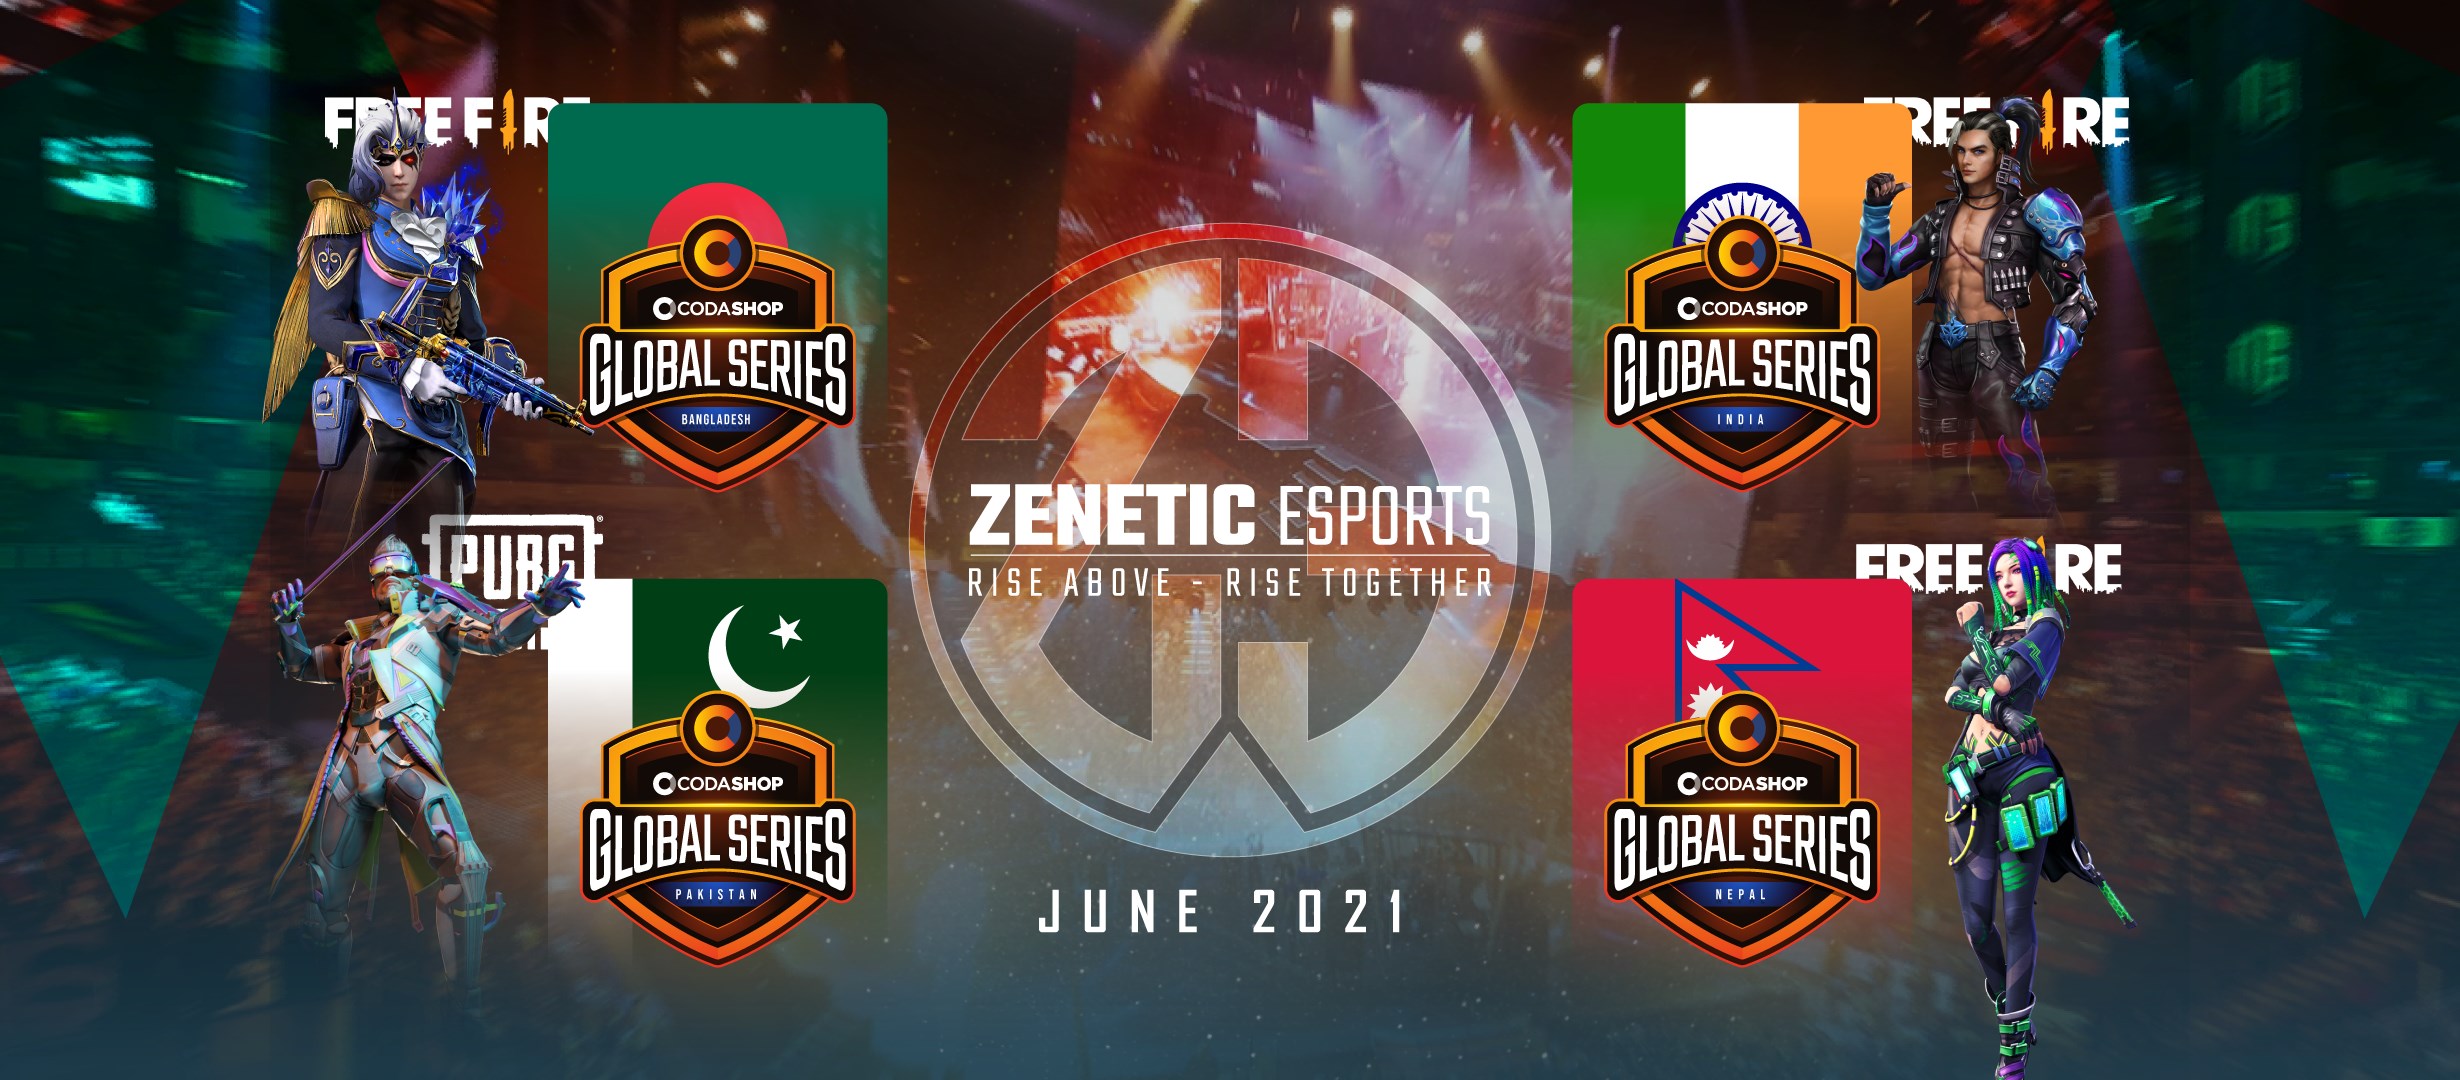 FREE FIRE
CODASHOP
GLOBAL SERIES
BANGLADESH
FREE FIRE
CODASHOP
GLOBAL SERIES
INDIA
ZENETIC ESPORTS
RISE ABOVE - RISE TOGETHER
PUBG
CODASHOP
GLOBAL SERIES
PAKISTAN
FREE FIRE
CODASHOP
GLOBAL SERIES
NEPAL
JUNE 2021